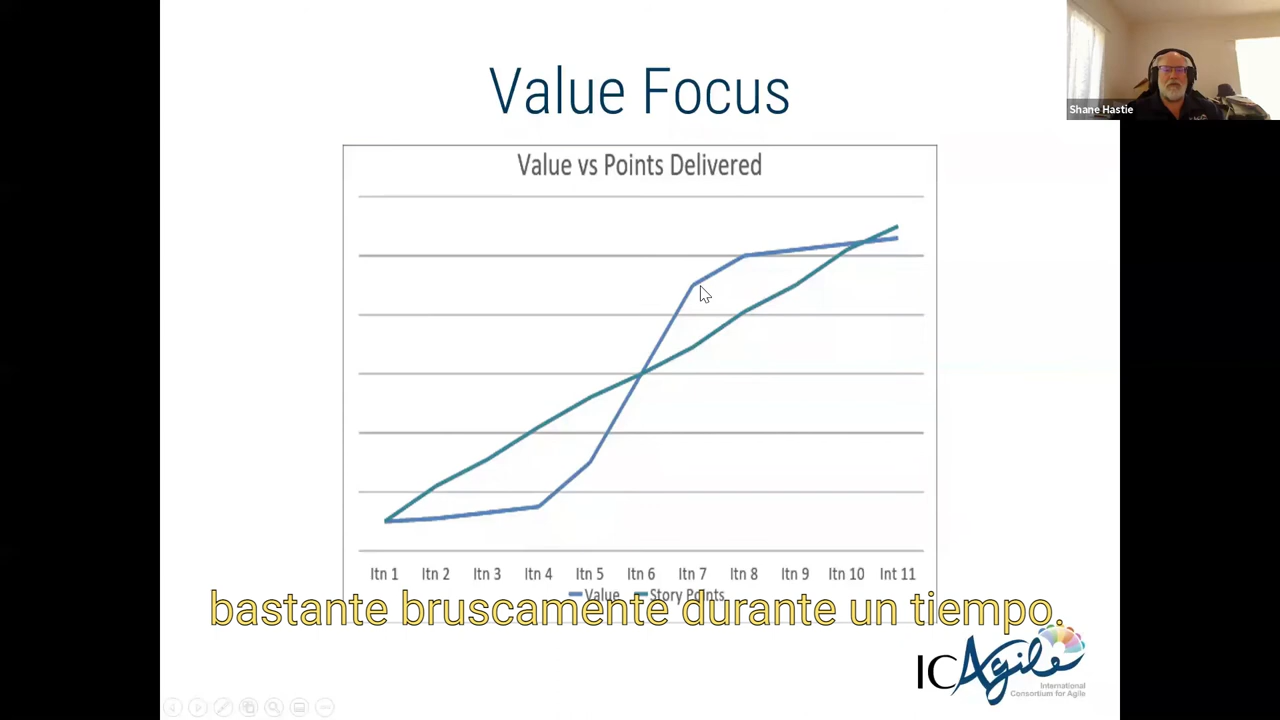 Value Focus
Shane Hastie
Value vs Points Delivered
Itn 1 Itn 2 Itn 3 Itn 4 Itn 5 Itn 6 Itn 7 Itn 8 Itn 9 Itn 10 Int 11
Value Story Points
bastante bruscamente durante un tiempo.
ICAgile
International
Consortium for Agile